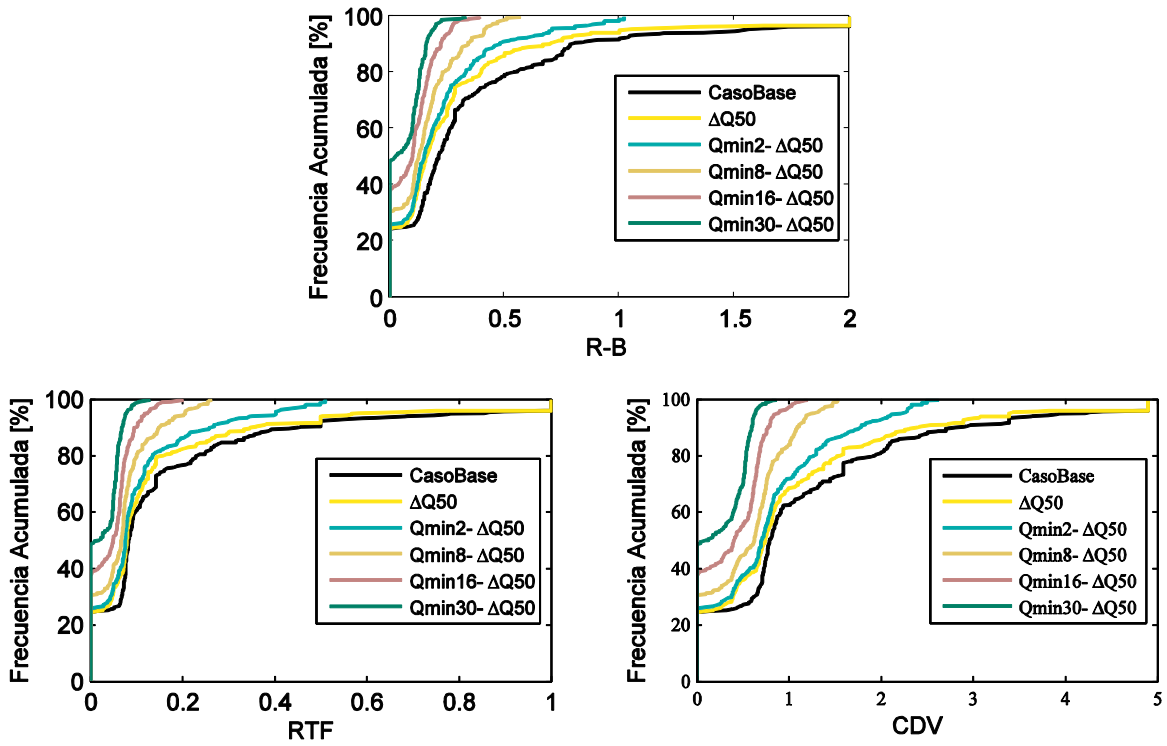 Frecuencia Acumulada [%]
100
80
60
40
20
0
0
0.5
1
1.5
2
R-B
CasoBase
ΔQ50
Qmin2- ΔQ50
Qmin8- ΔQ50
Qmin16- ΔQ50
Qmin30- ΔQ50
Frecuencia Acumulada [%]
100
80
60
40
20
0
0
0.2
0.4
0.6
0.8
1
RTF
CasoBase
ΔQ50
Qmin2- ΔQ50
Qmin8- ΔQ50
Qmin16- ΔQ50
Qmin30- ΔQ50
Frecuencia Acumulada [%]
100
80
60
40
20
0
0
1
2
3
4
5
CDV
CasoBase
ΔQ50
Qmin2- ΔQ50
Qmin8- ΔQ50
Qmin16- ΔQ50
Qmin30- ΔQ50